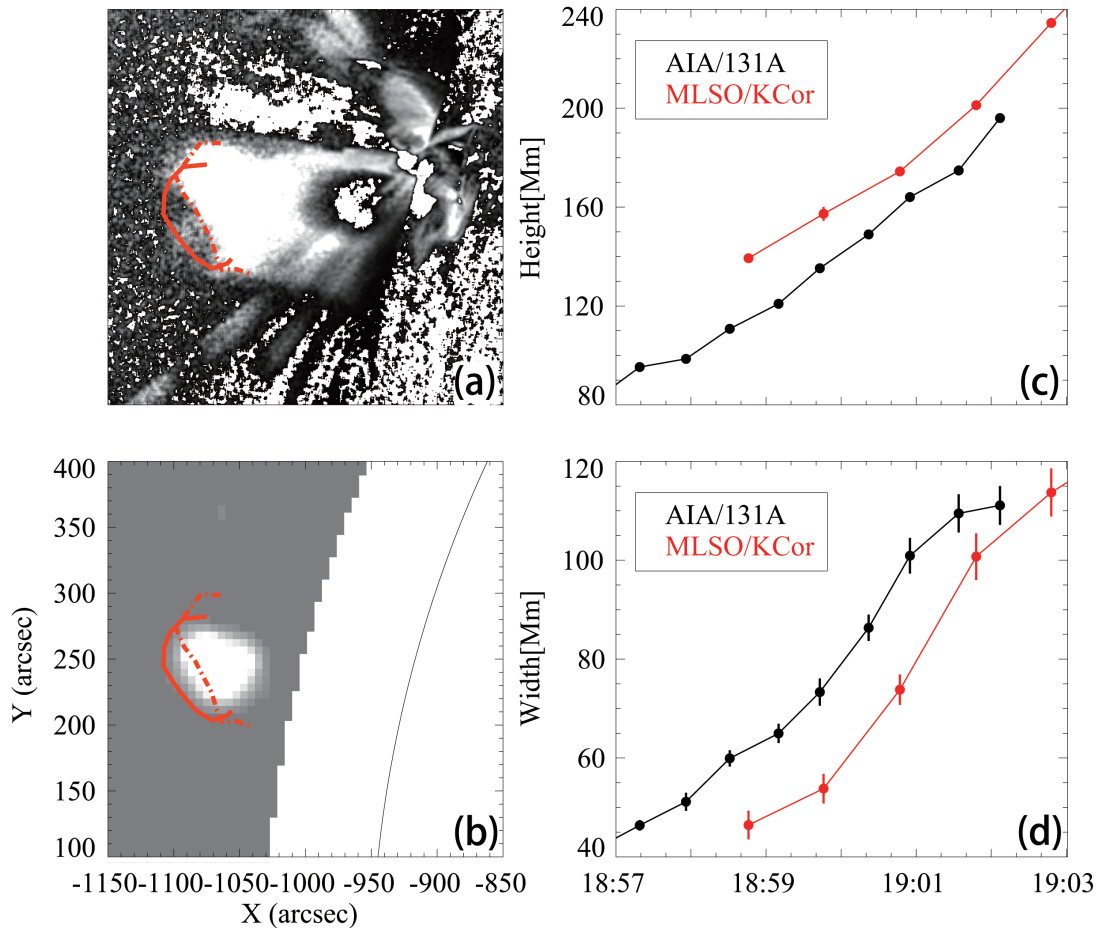 (a)
240
200
160
120
80
Height[Mm]
AIA/131A
MLSO/KCor
(c)
400
350
300
250
200
150
100
Y (arcsec)
(b)
-1150 -1100 -1050 -1000 -950 -900 -850
X (arcsec)
120
100
80
60
40
Width[Mm]
AIA/131A
MLSO/KCor
(d)
18:57 18:59 19:01 19:03